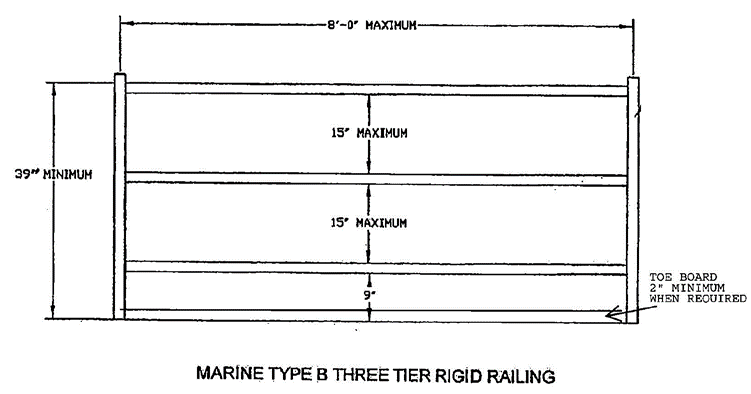 8'-0" MAXIMUM
15" MAXIMUM
39" MINIMUM
15" MAXIMUM
9"
TOE BOARD
2" MINIMUM
WHEN REQUIRED
MARINE TYPE B THREE TIER RIGID RAILING